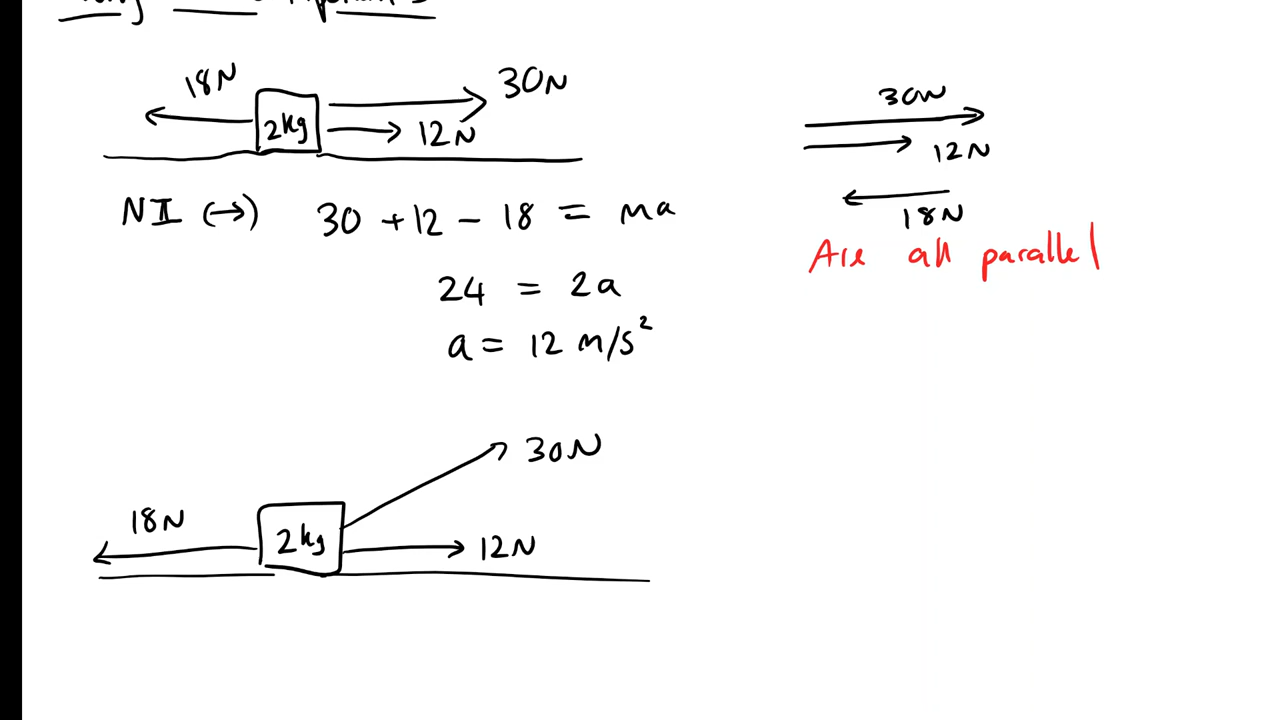 18N
30N
2kg
12N
30N
12N
18N
Are all parallel
NII (→) 30 + 12 - 18 = ma
24 = 2a
a = 12 m/s²
30N
18N
2kg
12N